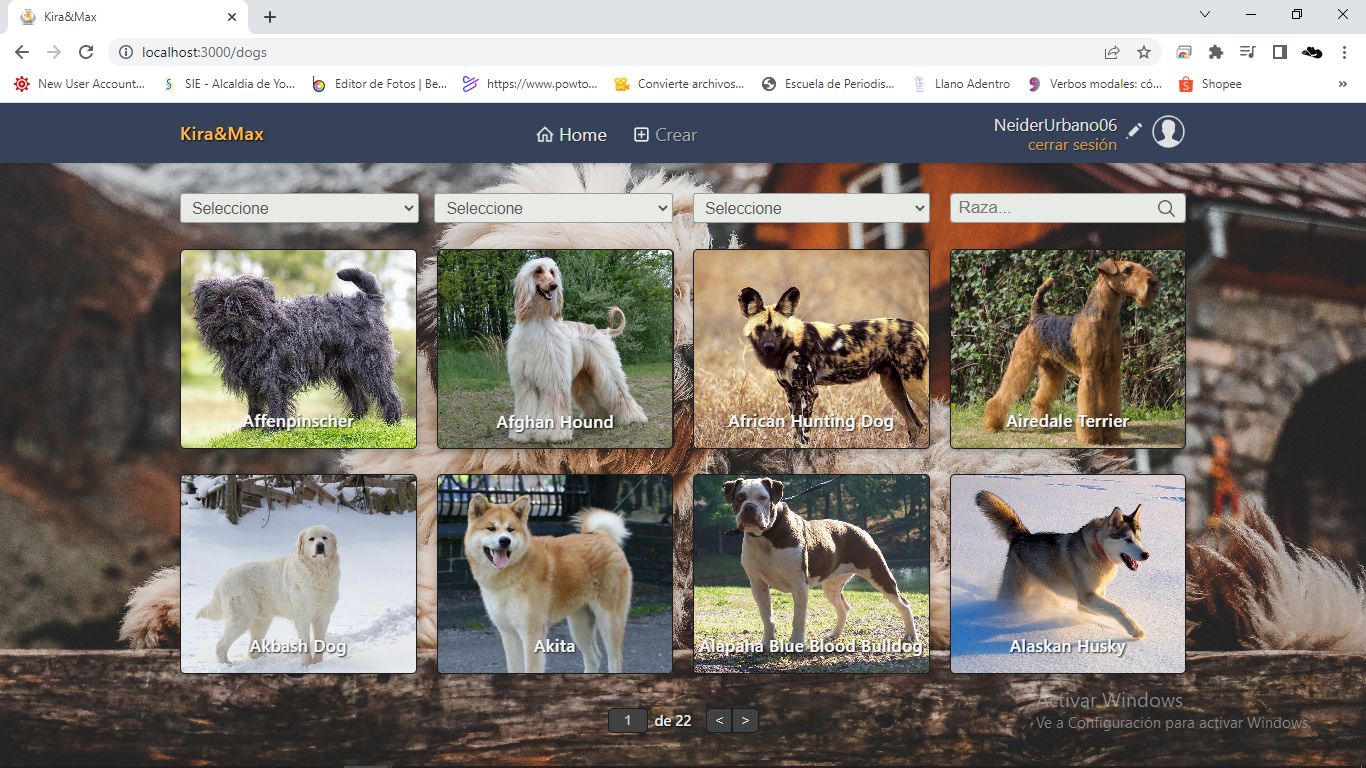 Kira&Max
localhost:3000/dogs
New User Account...
SIE - Alcaldia de Yo...
Editor de Fotos | Be...
https://www.powto...
Convierte archivos...
Escuela de Periodis...
Llano Adentro
Verbos modales: có...
Shopee
»
Kira&Max
Home
Crear
NeiderUrbano06
cerrar sesión
Seleccione
Seleccione
Seleccione
Raza...
Affenpinscher
Afghan Hound
African Hunting Dog
Airedale Terrier
Akbash Dog
Akita
Alapaha Blue Blood Bulldog
Alaskan Husky
1 de 22 < >
Activar Windows
Ve a Configuración para activar Windows.